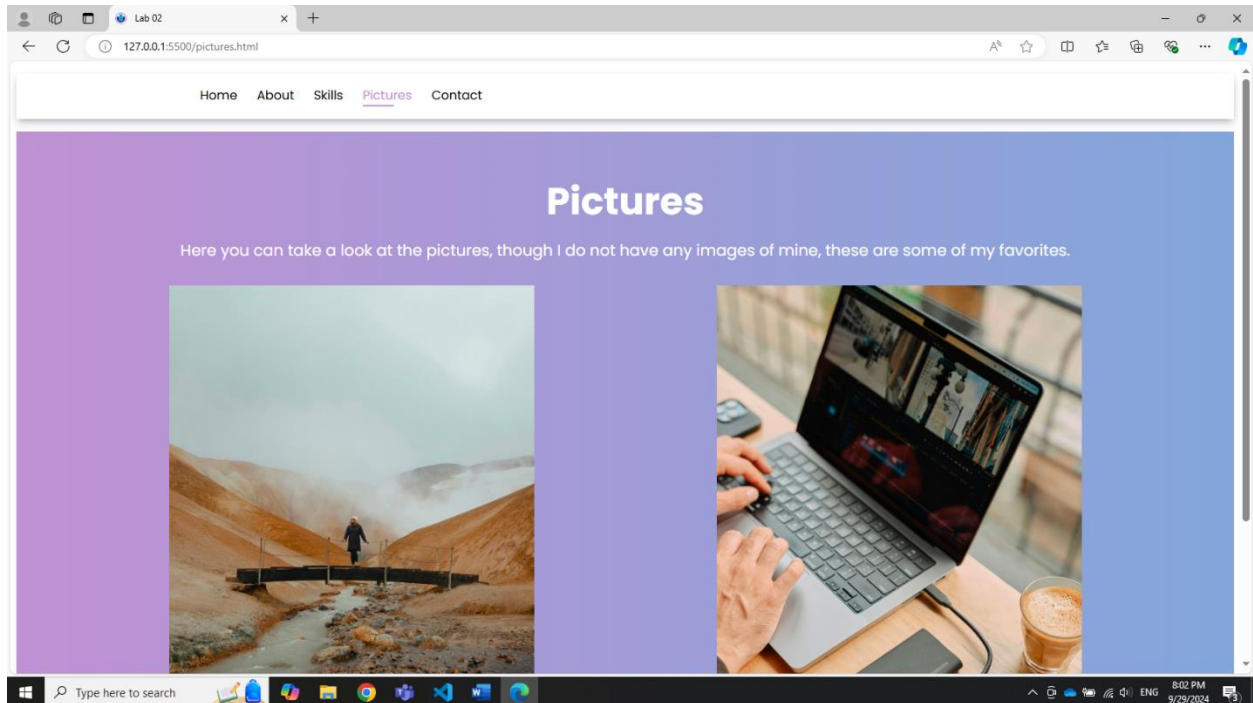 Lab 02
127.0.0.1:5500/pictures.html
Home About Skills Pictures Contact
Pictures
Here you can take a look at the pictures, though I do not have any images of mine, these are some of my favorites.
Type here to search
ENG
8:02 PM
9/29/2024
3